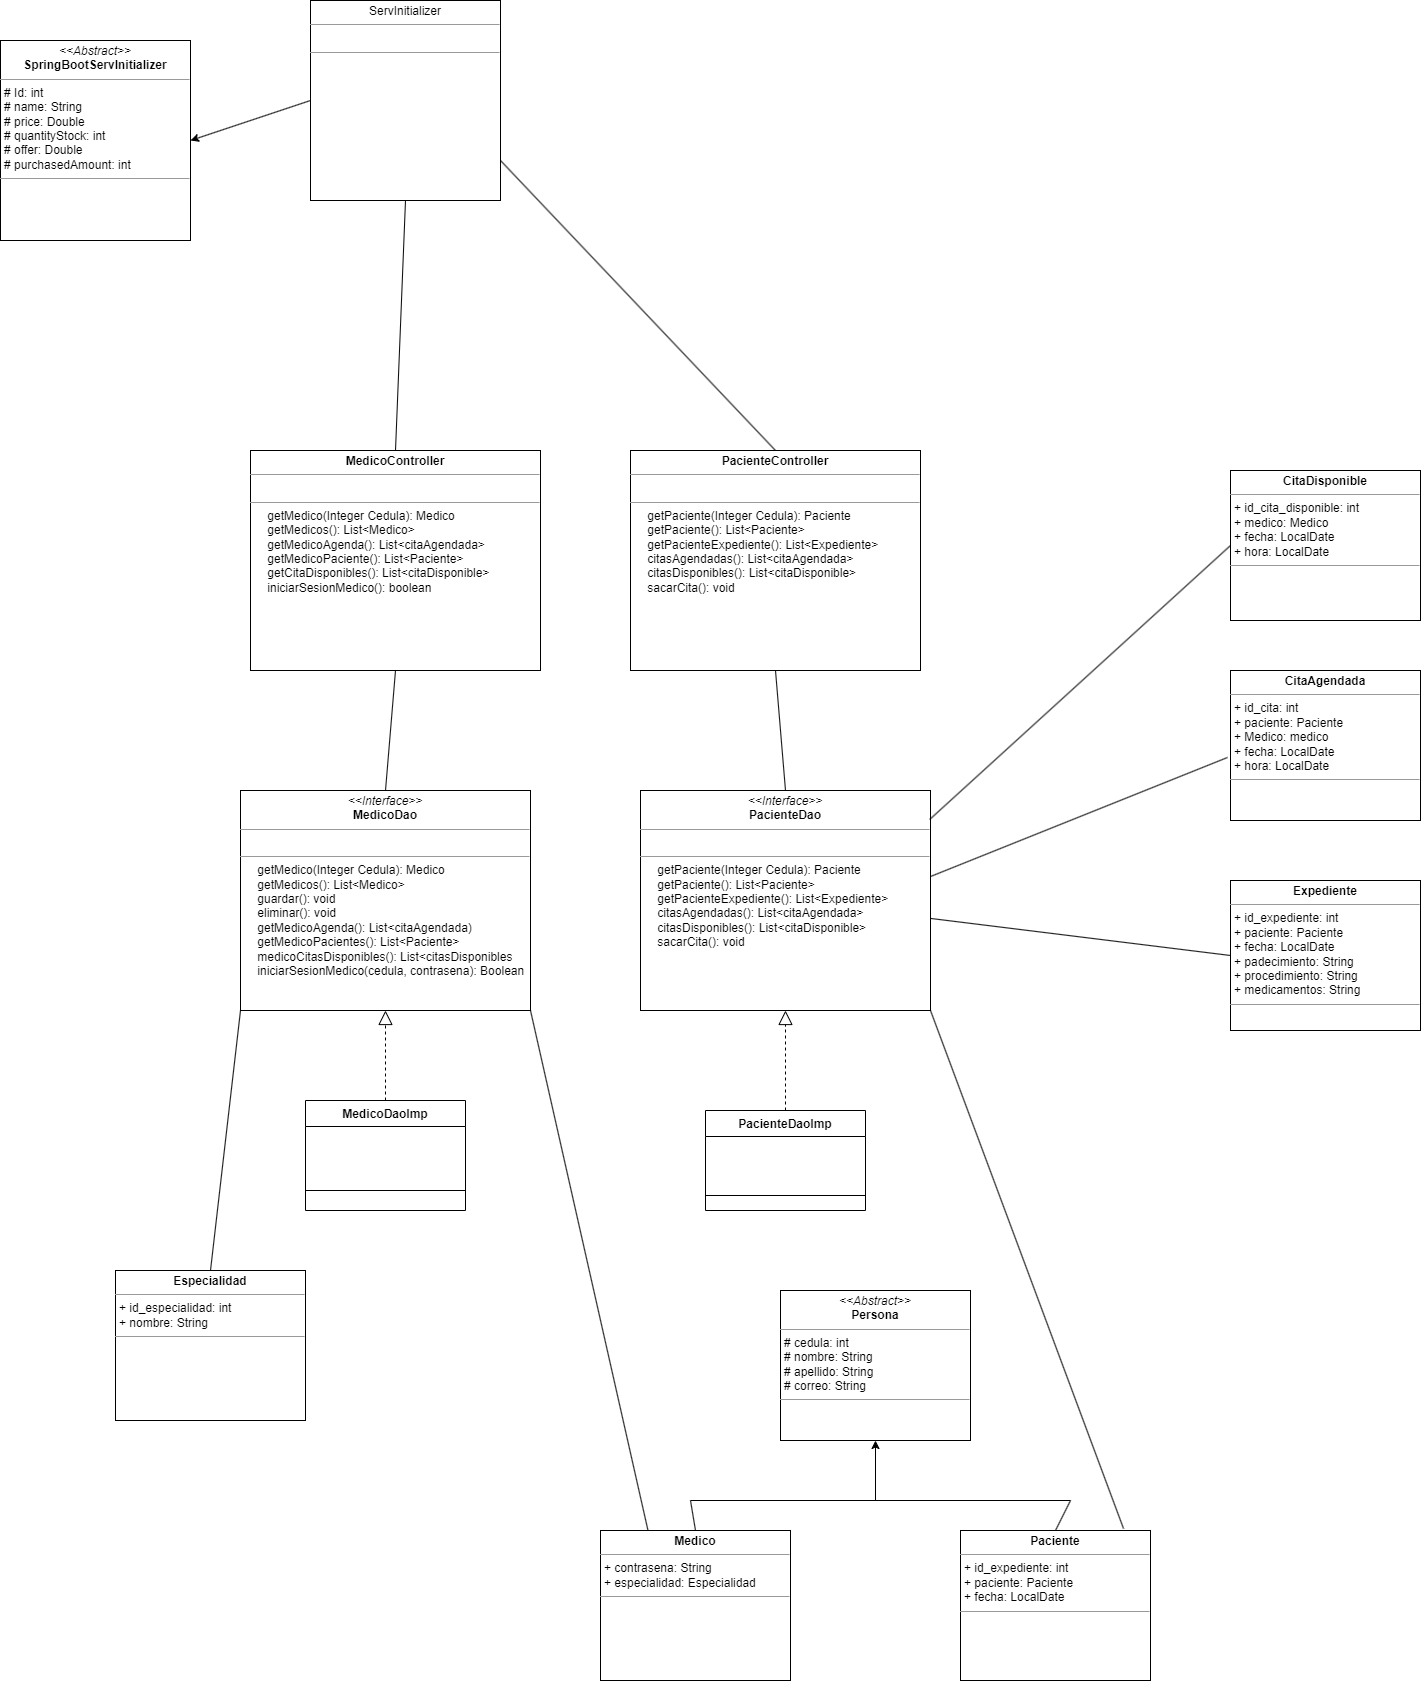 ServInitializer
<<Abstract>>
SpringBootServInitializer
# Id: int
# name: String
# price: Double
# quantityStock: int
# offer: Double
# purchasedAmount: int
MedicoController
getMedico(Integer Cedula): Medico
getMedicos(): List<Medico>
getMedicoAgenda(): List<citaAgendada>
getMedicoPaciente(): List<Paciente>
getCitaDisponibles(): List<citaDisponible>
iniciarSesionMedico(): boolean
PacienteController
getPaciente(Integer Cedula): Paciente
getPaciente(): List<Paciente>
getPacienteExpediente(): List<Expediente>
citasAgendadas(): List<citaAgendada>
citasDisponibles(): List<citaDisponible>
sacarCita(): void
CitaDisponible
+ id_cita_disponible: int
+ medico: Medico
+ fecha: LocalDate
+ hora: LocalDate
CitaAgendada
+ id_cita: int
+ paciente: Paciente
+ Medico: medico
+ fecha: LocalDate
+ hora: LocalDate
<<Interface>>
MedicoDao
getMedico(Integer Cedula): Medico
getMedicos(): List<Medico>
guardar(): void
eliminar(): void
getMedicoAgenda(): List<citaAgendada)
getMedicoPacientes(): List<Paciente>
medicoCitasDisponibles(): List<citasDisponibles
iniciarSesionMedico(cedula, contrasena): Boolean
<<Interface>>
PacienteDao
getPaciente(Integer Cedula): Paciente
getPaciente(): List<Paciente>
getPacienteExpediente(): List<Expediente>
citasAgendadas(): List<citaAgendada>
citasDisponibles(): List<citaDisponible>
sacarCita(): void
Expediente
+ id_expediente: int
+ paciente: Paciente
+ fecha: LocalDate
+ padecimiento: String
+ procedimiento: String
+ medicamentos: String
MedicoDaoImp
PacienteDaoImp
Especialidad
+ id_especialidad: int
+ nombre: String
<<Abstract>>
Persona
# cedula: int
# nombre: String
# apellido: String
# correo: String
Medico
+ contrasena: String
+ especialidad: Especialidad
Paciente
+ id_expediente: int
+ paciente: Paciente
+ fecha: LocalDate